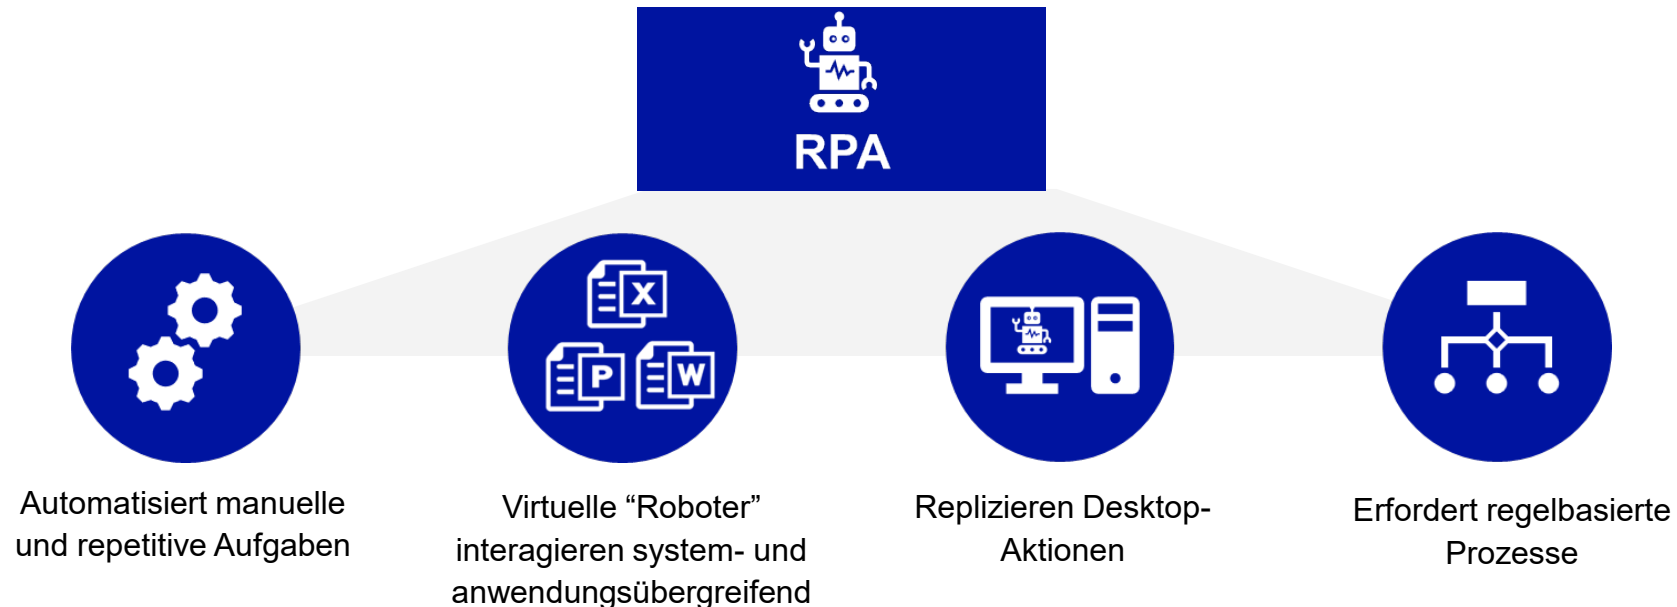 RPA
X
P
W
Automatisiert manuelle
und repetitive Aufgaben
Virtuelle “Roboter”
interagieren system- und
anwendungsübergreifend
Replizieren Desktop-
Aktionen
Erfordert regelbasierte
Prozesse